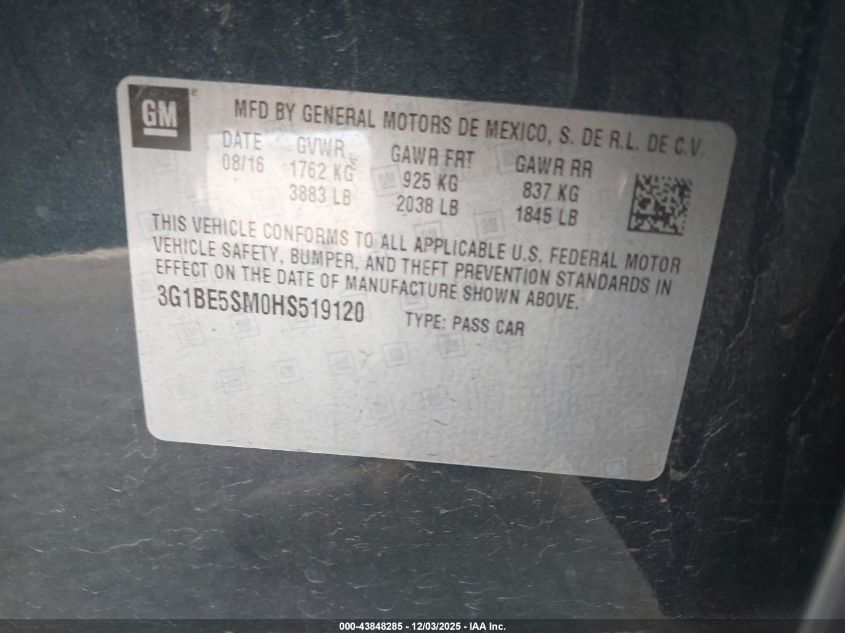 GM
MFD BY GENERAL MOTORS DE MEXICO, S. DE R.L. DE C.V.
DATE GVWR GAWR FRT GAWR RR
08/16 1762 KG 925 KG 837 KG
3883 LB 2038 LB 1845 LB
THIS VEHICLE CONFORMS TO ALL APPLICABLE U.S. FEDERAL MOTOR
VEHICLE SAFETY, BUMPER, AND THEFT PREVENTION STANDARDS IN
EFFECT ON THE DATE OF MANUFACTURE SHOWN ABOVE.
3G1BE5SM0HS519120 TYPE: PASS CAR
000-43848285 - 12/03/2025 - IAA Inc.